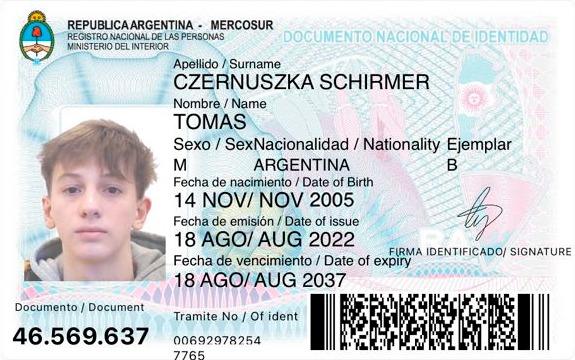 REPUBLICA ARGENTINA - MERCOSUR
REGISTRO NACIONAL DE LAS PERSONAS
MINISTERIO DEL INTERIOR
DOCUMENTO NACIONAL DE IDENTIDAD
Apellido / Surname
CZERNUSZKA SCHIRMER
Nombre / Name
TOMAS
Sexo / Sex Nacionalidad / Nationality Ejemplar
M ARGENTINA B
Fecha de nacimiento / Date of Birth
14 NOV/ NOV 2005
Fecha de emisión / Date of issue
18 AGO/ AUG 2022
FIRMA IDENTIFICADO/ SIGNATURE
Fecha de vencimiento / Date of expiry
18 AGO/ AUG 2037
Documento / Document
46.569.637
Tramite No / Of ident
00692978254
7765